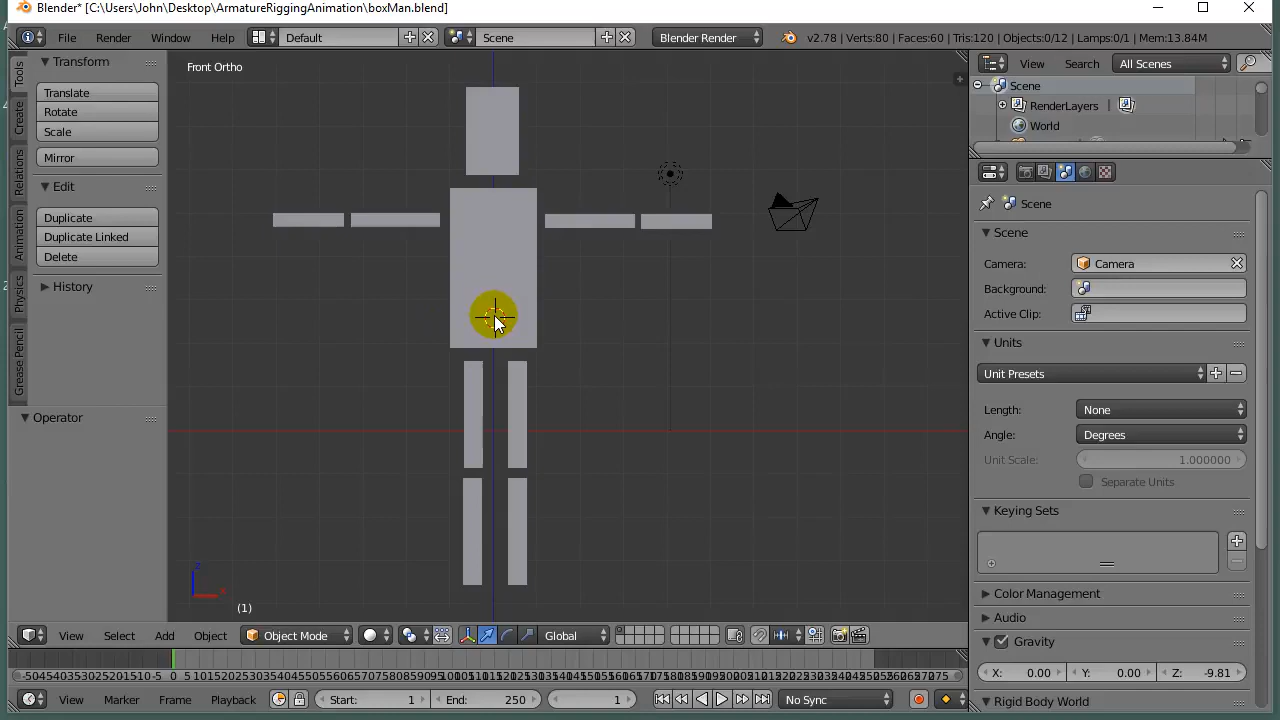 Blender* [C:\Users\John\Desktop\ArmatureRiggingAnimation\boxMan.blend]
File Render Window Help Default Scene Blender Render v2.78 | Verts:80 | Faces:60 | Tris:120 | Objects:0/12 | Lamps:0/1 | Mem:13.84M
Tools
Create
Relations
Animation
Physics
Grease Pencil
Transform
Translate
Rotate
Scale
Mirror
Edit
Duplicate
Duplicate Linked
Delete
History
Operator
Front Ortho
z
x
(1)
View Select Add Object Object Mode Global
View Search All Scenes
Scene
RenderLayers
World
Scene
Scene
Camera: Camera
Background:
Active Clip:
Units
Unit Presets
Length: None
Angle: Degrees
Unit Scale: 1.000000
Separate Units
Keying Sets
Color Management
Audio
Gravity
X: 0.00 Y: 0.00 Z: -9.81
Rigid Body World
View Marker Frame Playback Start: 1 End: 250 1 No Sync